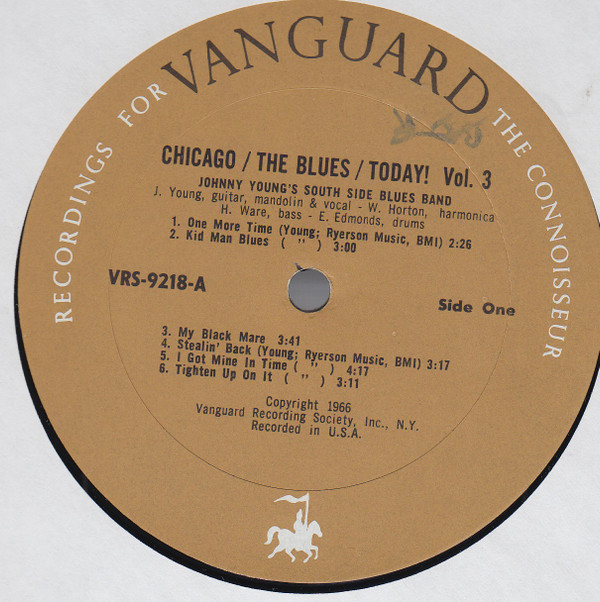 RECORDINGS FOR VANGUARD THE CONNOISSEUR
CHICAGO / THE BLUES / TODAY! Vol. 3
JOHNNY YOUNG'S SOUTH SIDE BLUES BAND
J. Young, guitar, mandolin & vocal - W. Horton, harmonica
H. Ware, bass - E. Edmonds, drums
1. One More Time (Young; Ryerson Music, BMI) 2:26
2. Kid Man Blues ( " ) 3:00
VRS-9218-A
Side One
3. My Black Mare 3:41
4. Stealin' Back (Young; Ryerson Music, BMI) 3:17
5. I Got Mine In Time ( " ) 4:17
6. Tighten Up On It ( " ) 3:11
Copyright 1966
Vanguard Recording Society, Inc., N.Y.
Recorded in U.S.A.